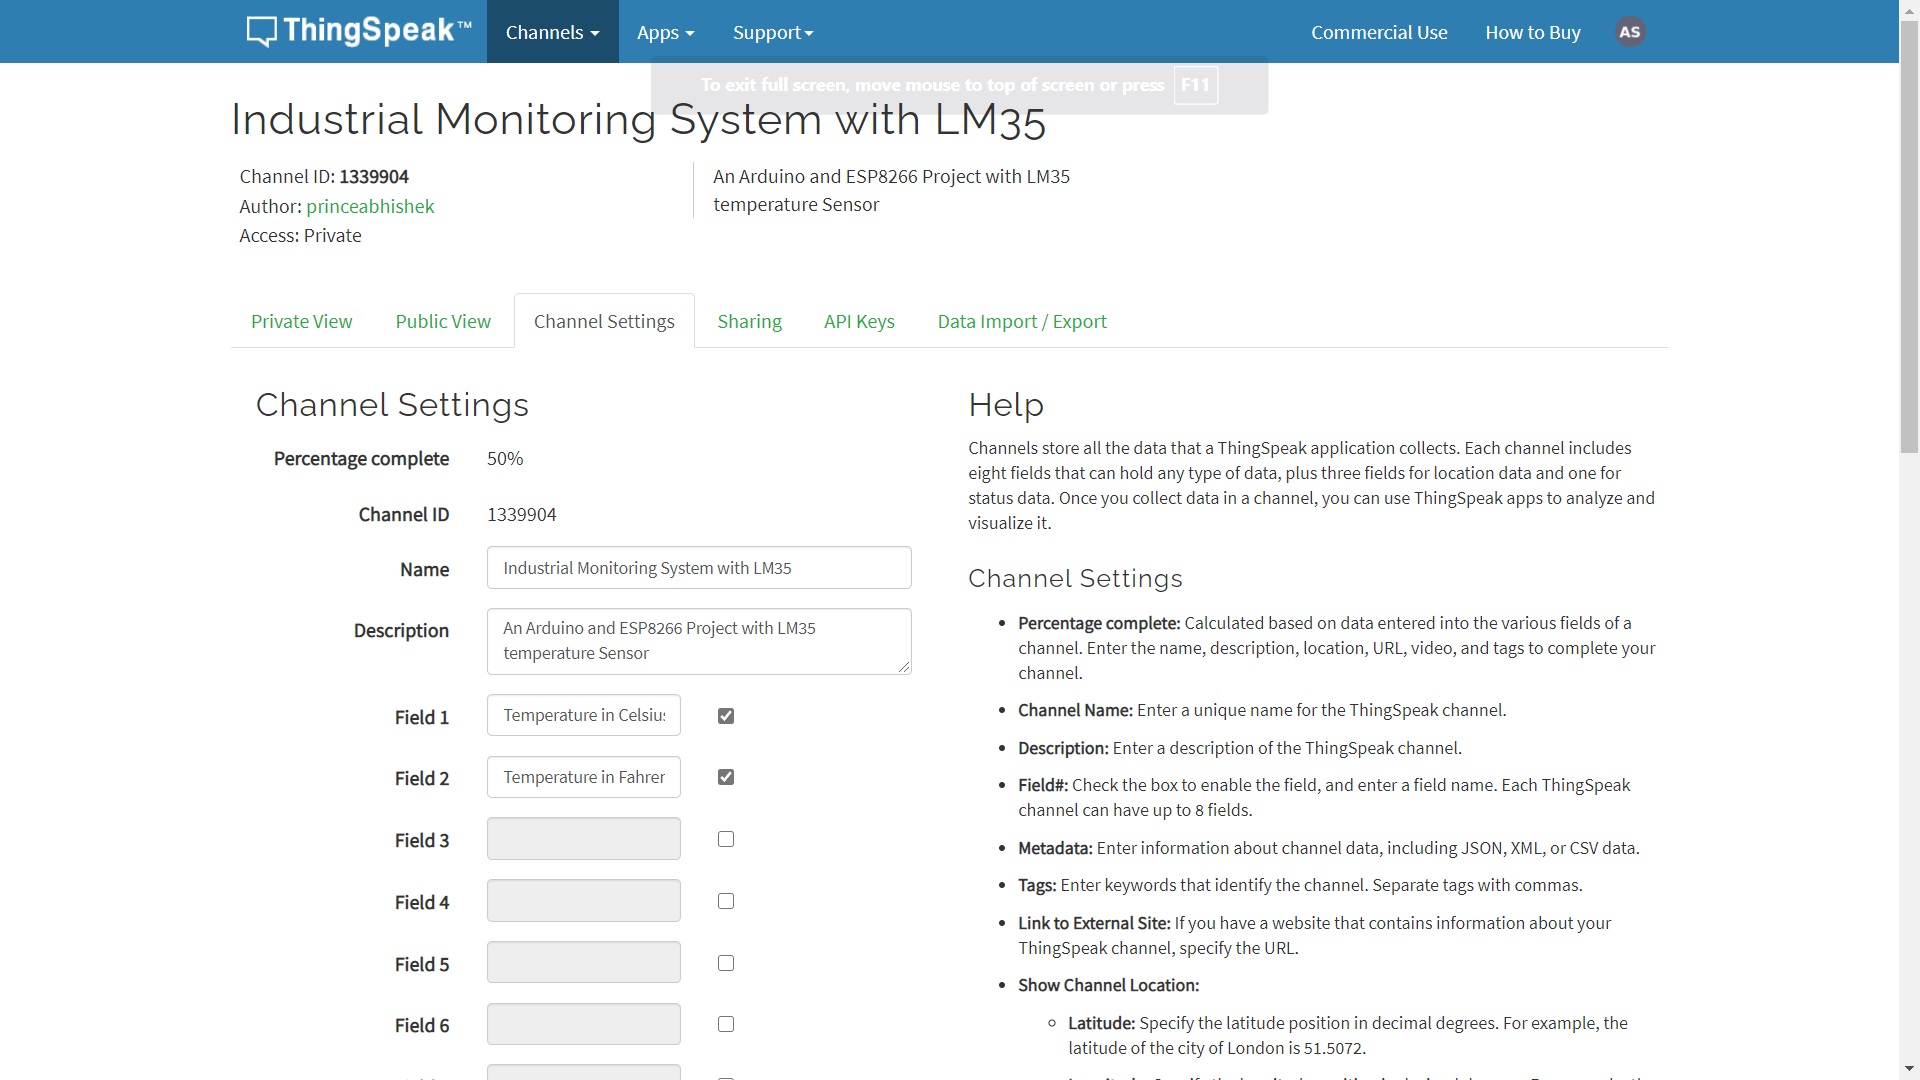 ThingSpeak™ Channels Apps Support Commercial Use How to Buy AS
To exit full screen, move mouse to top of screen or press F11
Industrial Monitoring System with LM35
Channel ID: 1339904
Author: princeabhishek
Access: Private
An Arduino and ESP8266 Project with LM35
temperature Sensor
Private View Public View Channel Settings Sharing API Keys Data Import / Export
Channel Settings
Percentage complete 50%
Channel ID 1339904
Name Industrial Monitoring System with LM35
Description An Arduino and ESP8266 Project with LM35
temperature Sensor
Field 1 Temperature in Celsius
Field 2 Temperature in Fahrer
Field 3
Field 4
Field 5
Field 6
Help
Channels store all the data that a ThingSpeak application collects. Each channel includes
eight fields that can hold any type of data, plus three fields for location data and one for
status data. Once you collect data in a channel, you can use ThingSpeak apps to analyze and
visualize it.
Channel Settings
• Percentage complete: Calculated based on data entered into the various fields of a
channel. Enter the name, description, location, URL, video, and tags to complete your
channel.
• Channel Name: Enter a unique name for the ThingSpeak channel.
• Description: Enter a description of the ThingSpeak channel.
• Field#: Check the box to enable the field, and enter a field name. Each ThingSpeak
channel can have up to 8 fields.
• Metadata: Enter information about channel data, including JSON, XML, or CSV data.
• Tags: Enter keywords that identify the channel. Separate tags with commas.
• Link to External Site: If you have a website that contains information about your
ThingSpeak channel, specify the URL.
• Show Channel Location:
◦ Latitude: Specify the latitude position in decimal degrees. For example, the
latitude of the city of London is 51.5072.